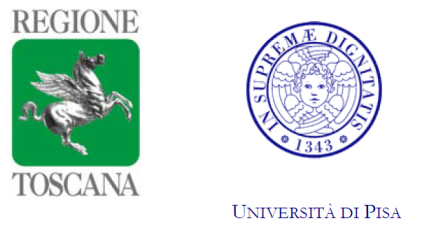 REGIONE
TOSCANA
IN SUPREMÆ DIGNITATIS
1343
UNIVERSITÀ DI PISA